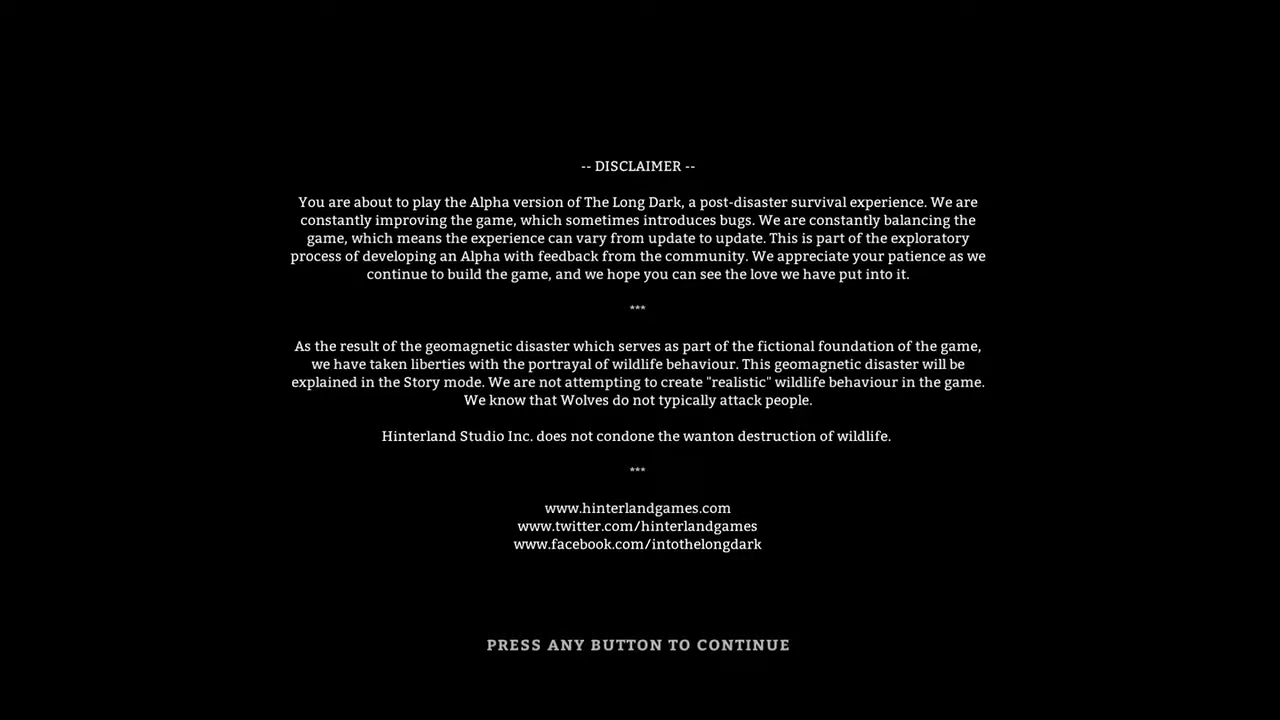 -- DISCLAIMER --
You are about to play the Alpha version of The Long Dark, a post-disaster survival experience. We are
constantly improving the game, which sometimes introduces bugs. We are constantly balancing the
game, which means the experience can vary from update to update. This is part of the exploratory
process of developing an Alpha with feedback from the community. We appreciate your patience as we
continue to build the game, and we hope you can see the love we have put into it.
***
As the result of the geomagnetic disaster which serves as part of the fictional foundation of the game,
we have taken liberties with the portrayal of wildlife behaviour. This geomagnetic disaster will be
explained in the Story mode. We are not attempting to create "realistic" wildlife behaviour in the game.
We know that Wolves do not typically attack people.
Hinterland Studio Inc. does not condone the wanton destruction of wildlife.
***
www.hinterlandgames.com
www.twitter.com/hinterlandgames
www.facebook.com/intothelongdark
PRESS ANY BUTTON TO CONTINUE